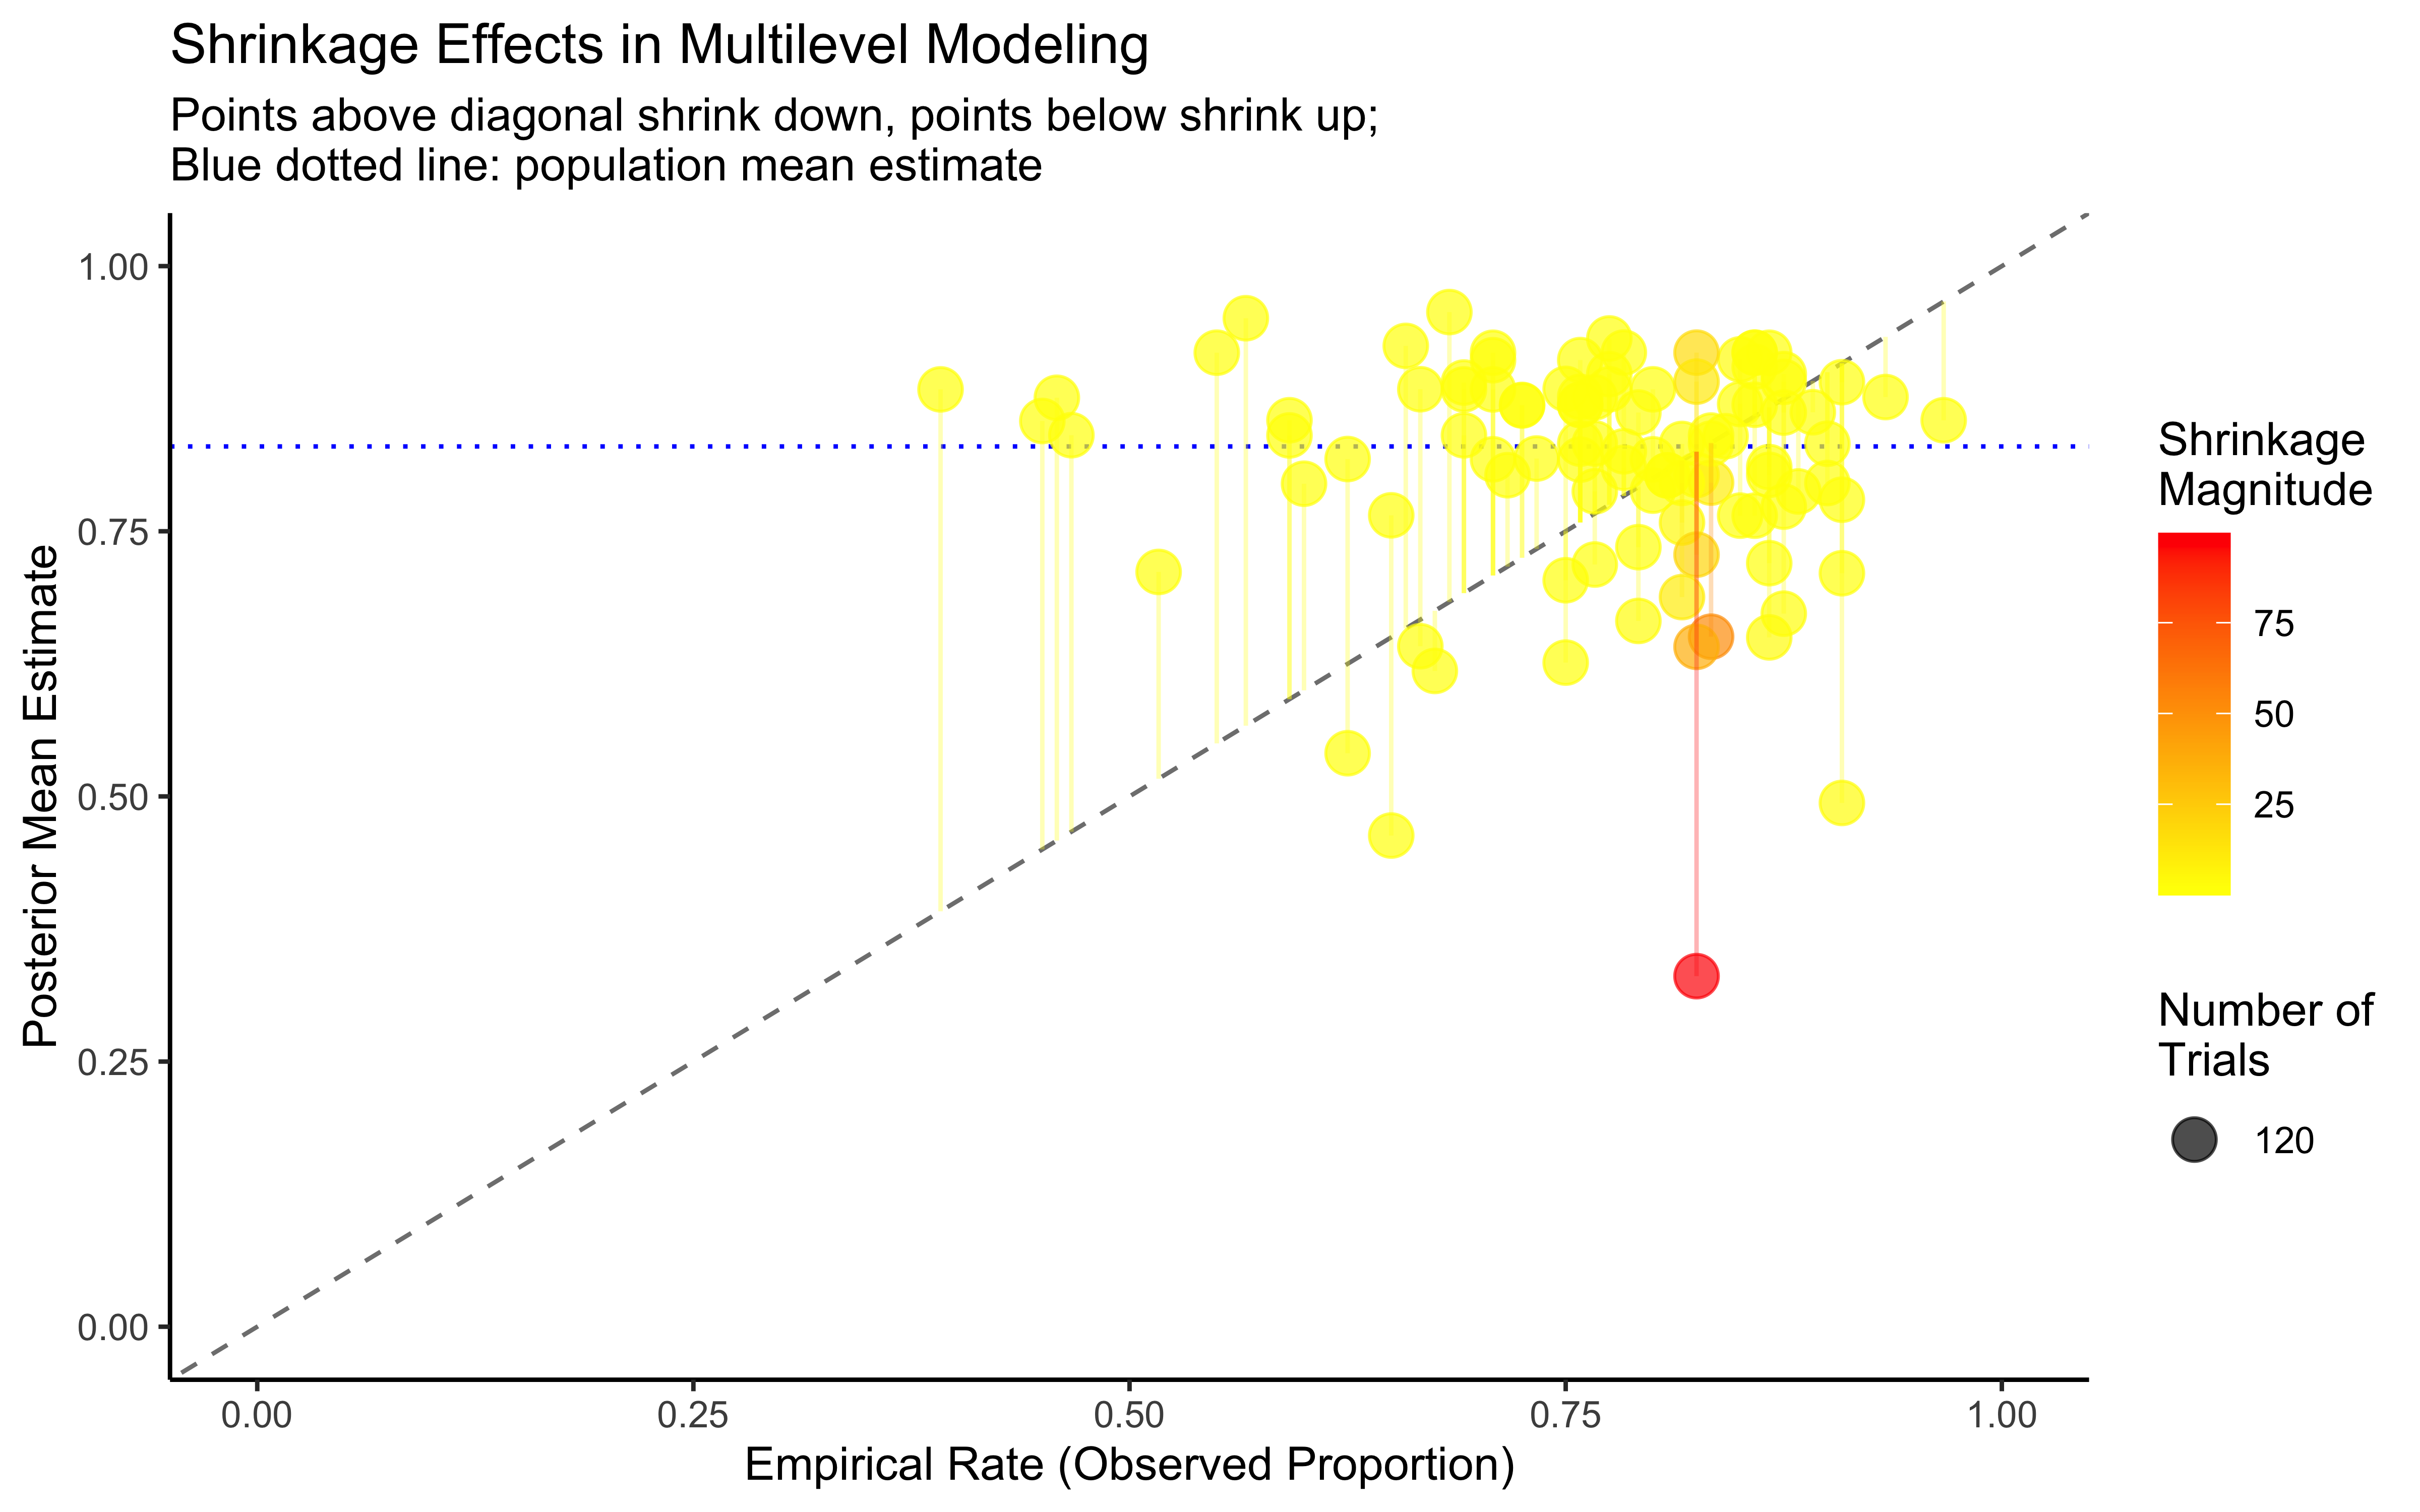 Shrinkage Effects in Multilevel Modeling
Points above diagonal shrink down, points below shrink up;
Blue dotted line: population mean estimate
Posterior Mean Estimate
1.00
0.75
0.50
0.25
0.00
0.00
0.25
0.50
0.75
1.00
Empirical Rate (Observed Proportion)
Shrinkage
Magnitude
75
50
25
Number of
Trials
120